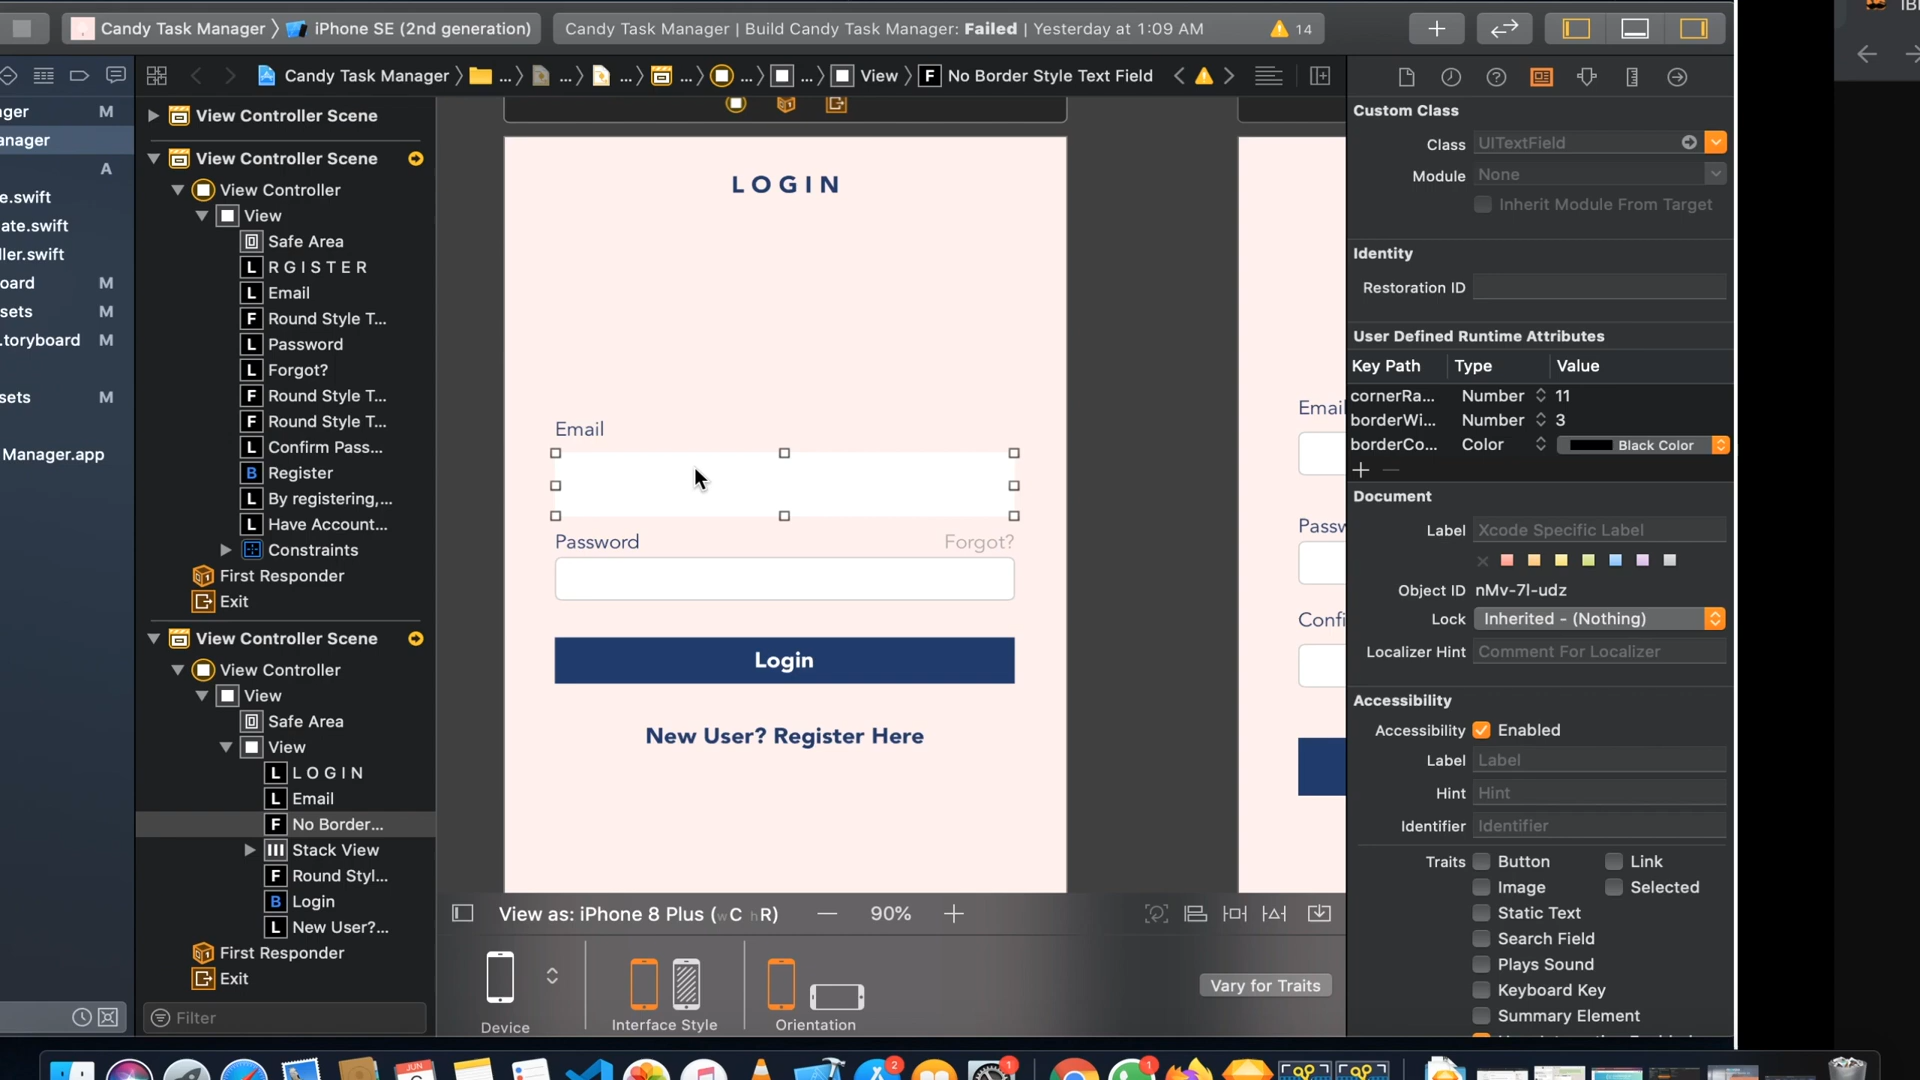 Candy Task Manager 〉 iPhone SE (2nd generation)
Candy Task Manager | Build Candy Task Manager: Failed | Yesterday at 1:09 AM
14
Candy Task Manager 〉 ... 〉 ... 〉 ... 〉 ... 〉 ... 〉 ... 〉 View 〉 F No Border Style Text Field
ger M
anager
A
e.swift
ate.swift
ller.swift
oard M
sets M
.toryboard M
sets M
Manager.app
View Controller Scene
View Controller Scene
View Controller
View
Safe Area
L R G I S T E R
L Email
F Round Style T...
L Password
L Forgot?
F Round Style T...
F Round Style T...
L Confirm Pass...
B Register
L By registering,...
L Have Account...
Constraints
First Responder
Exit
View Controller Scene
View Controller
View
Safe Area
View
L L O G I N
L Email
F No Border...
Stack View
F Round Styl...
B Login
L New User?...
First Responder
Exit
Filter
L O G I N
Email
Password Forgot?
Login
New User? Register Here
Email
Passw
Confi
View as: iPhone 8 Plus (wC hR) — 90% +
Device
Interface Style
Orientation
Vary for Traits
Custom Class
Class UITextField
Module None
Inherit Module From Target
Identity
Restoration ID
User Defined Runtime Attributes
Key Path Type Value
cornerRa... Number 11
borderWi... Number 3
borderCo... Color Black Color
Document
Label Xcode Specific Label
Object ID nMv-7l-udz
Lock Inherited - (Nothing)
Localizer Hint Comment For Localizer
Accessibility
Accessibility Enabled
Label Label
Hint Hint
Identifier Identifier
Traits Button Link
Image Selected
Static Text
Search Field
Plays Sound
Keyboard Key
Summary Element
JUN
2
1
1